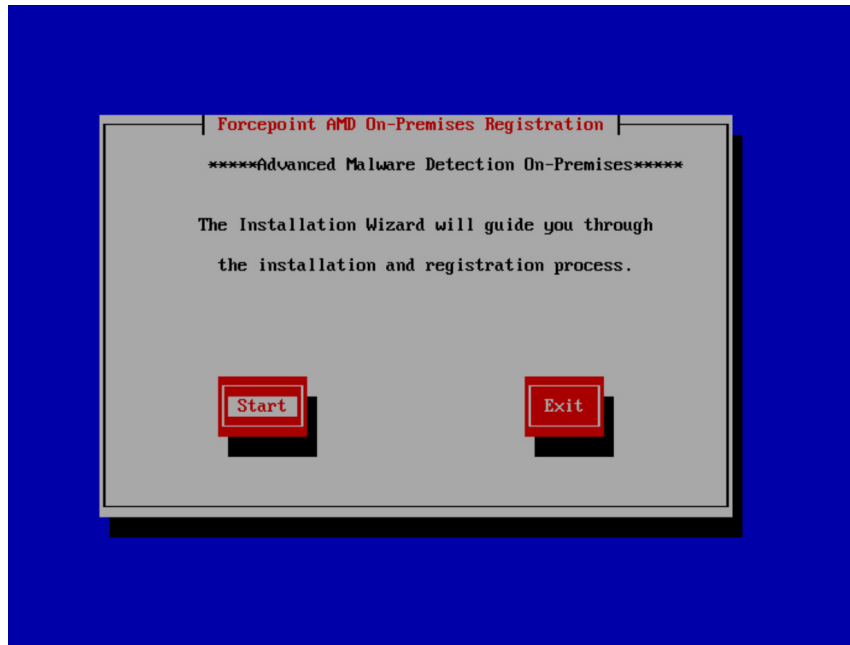 Forcepoint AMD On-Premises Registration
*****Advanced Malware Detection On-Premises*****
The Installation Wizard will guide you through
the installation and registration process.
Start Exit